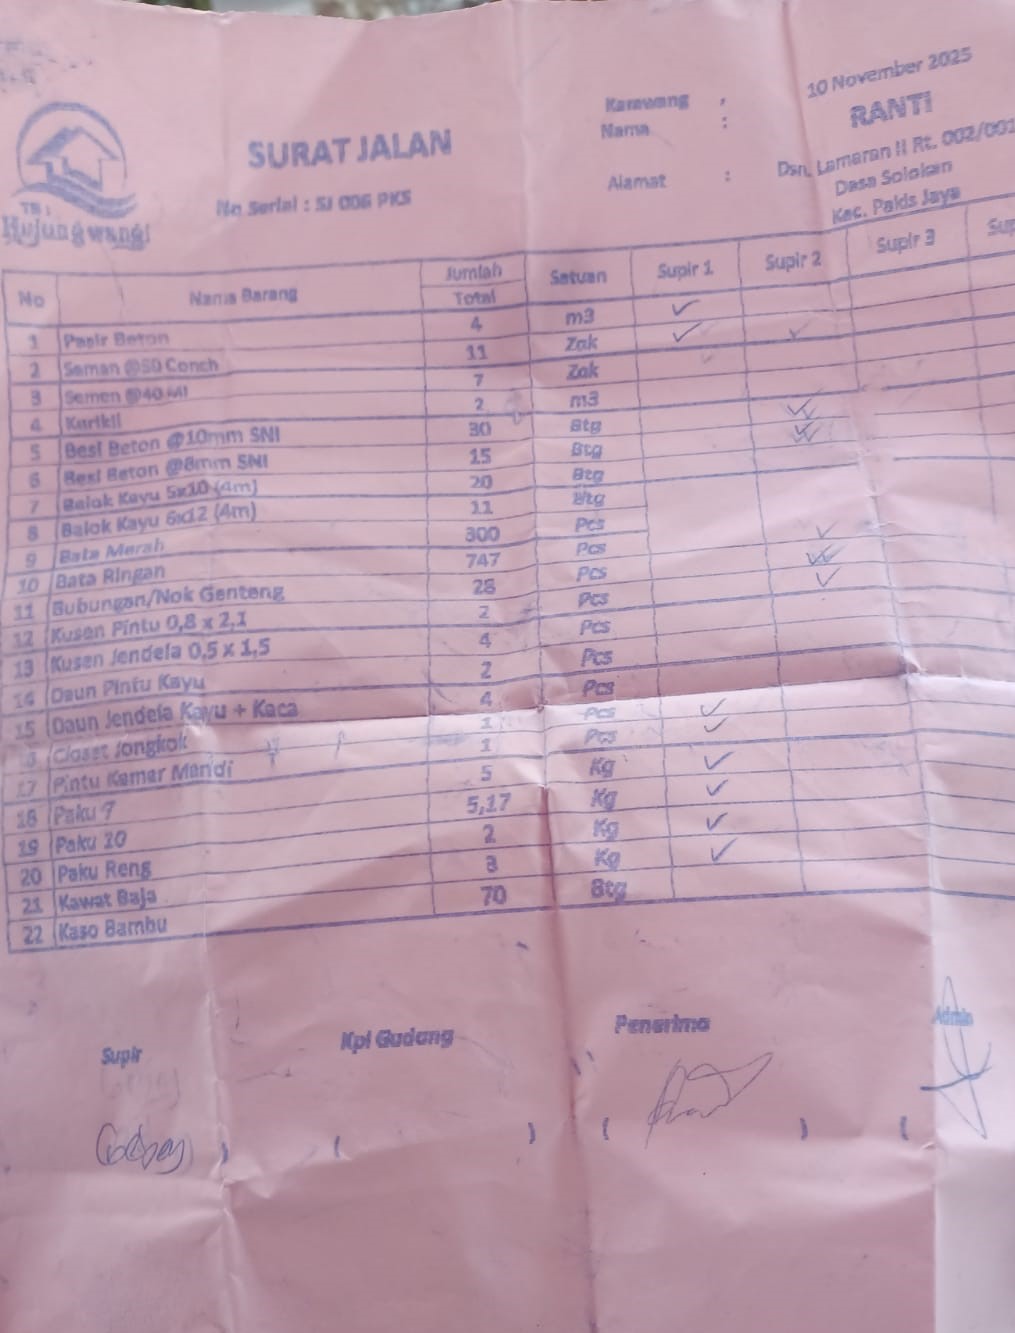 SURAT JALAN
No Serial : SJ 006 PKS
TB :
Hujungwangi
Karawang , 10 November 2025
Nama : RANTI
Alamat : Dsn. Lamaran II Rt. 002/001
Desa Solokan
Kec. Pakis Jaya
No Nama Barang Jumlah Total Satuan Supir 1 Supir 2 Supir 3 Sup
1 Pasir Beton 4 m3 ✓
2 Semen @50 Conch 11 Zak ✓ ✓
3 Semen @40 MI 7 Zak
4 Kerikil 2 m3
5 Besi Beton @10mm SNI 30 Btg
6 Besi Beton @8mm SNI 15 Btg
7 Balok Kayu 5x10 (4m) 20 Btg
8 Balok Kayu 6x12 (4m) 11 Btg
9 Bata Merah 300 Pcs
10 Bata Ringan 747 Pcs
11 Bubungan/Nok Genteng 28 Pcs
12 Kusen Pintu 0,8 x 2,1 2 Pcs
13 Kusen Jendela 0,5 x 1,5 4 Pcs
14 Daun Pintu Kayu 2 Pcs
15 Daun Jendela Kayu + Kaca 4 Pcs
16 Closet Jongkok 1 Pcs
17 Pintu Kamar Mandi 1 Pcs
18 Paku 7 5 Kg
19 Paku 10 5,17 Kg
20 Paku Reng 2 Kg
21 Kawat Baja 3 Kg
22 Kaso Bambu 70 Btg
Supir Kpl Gudang Penerima Admin
) ( ) ( ) (